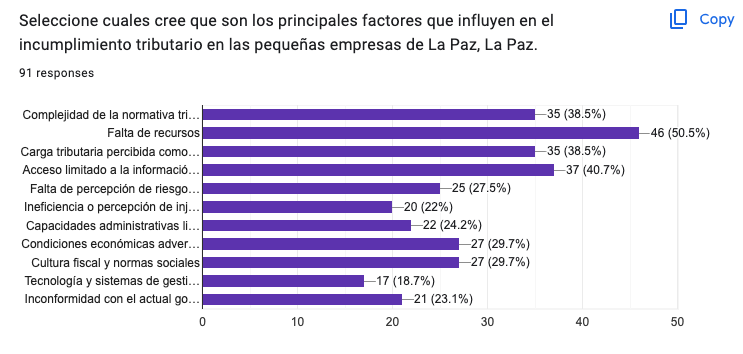 Seleccione cuales cree que son los principales factores que influyen en el
incumplimiento tributario en las pequeñas empresas de La Paz, La Paz.
Copy
91 responses
Complejidad de la normativa tri… 35 (38.5%)
Falta de recursos 46 (50.5%)
Carga tributaria percibida como… 35 (38.5%)
Acceso limitado a la informació… 37 (40.7%)
Falta de percepción de riesgo… 25 (27.5%)
Ineficiencia o percepción de inj… 20 (22%)
Capacidades administrativas li… 22 (24.2%)
Condiciones económicas adver… 27 (29.7%)
Cultura fiscal y normas sociales 27 (29.7%)
Tecnología y sistemas de gesti… 17 (18.7%)
Inconformidad con el actual go… 21 (23.1%)
0 10 20 30 40 50